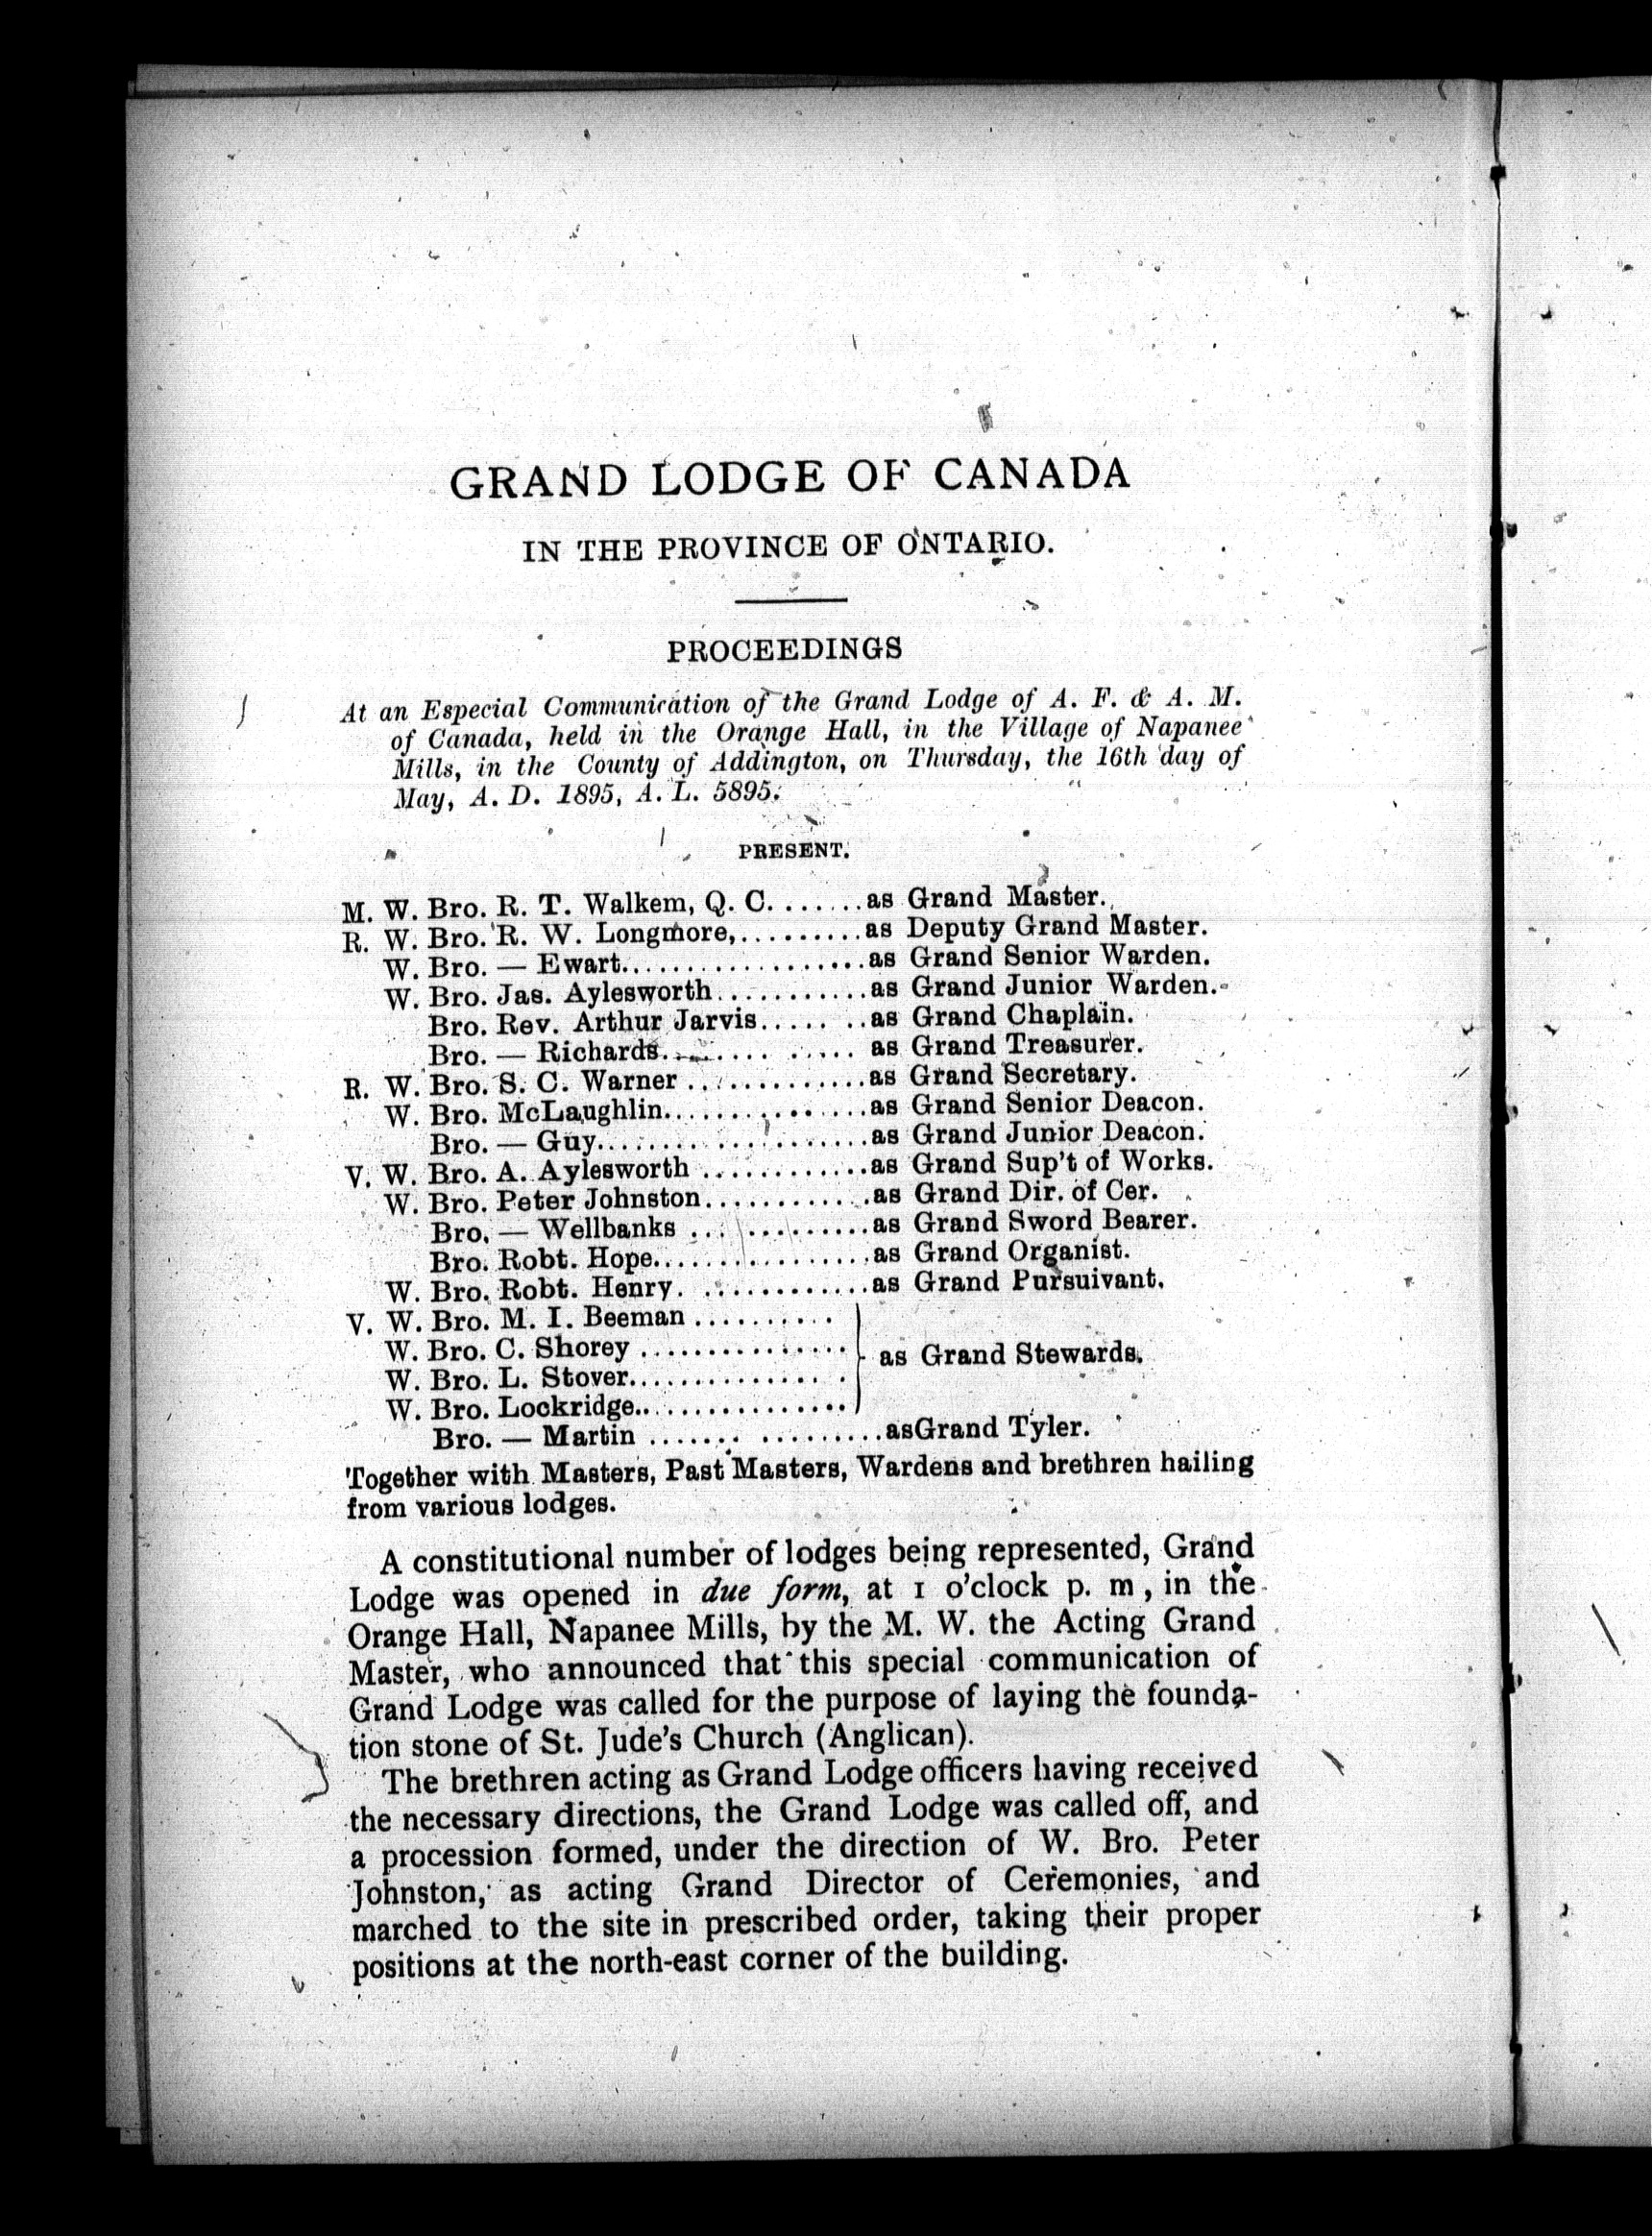 GRAND LODGE OF CANADA
IN THE PROVINCE OF ONTARIO.
PROCEEDINGS
At an Especial Communication of the Grand Lodge of A. F. & A. M.
of Canada, held in the Orange Hall, in the Village of Napanee
Mills, in the County of Addington, on Thursday, the 16th day of
May, A. D. 1895, A. L. 5895.
PRESENT.
M. W. Bro. R. T. Walkem, Q. C. . . . . . . as Grand Master.
R. W. Bro. R. W. Longmore, . . . . . . . . . as Deputy Grand Master.
W. Bro. — Ewart. . . . . . . . . . . . . . . . . as Grand Senior Warden.
W. Bro. Jas. Aylesworth . . . . . . . . . . . as Grand Junior Warden.
Bro. Rev. Arthur Jarvis. . . . . . . . as Grand Chaplain.
Bro. — Richards. . . . . . . . . . . . as Grand Treasurer.
R. W. Bro. S. C. Warner . . . . . . . . . . . . . as Grand Secretary.
W. Bro. McLaughlin. . . . . . . . . . . . . . as Grand Senior Deacon.
Bro. — Guy. . . . . . . . . . . . . . . . . . . as Grand Junior Deacon.
V. W. Bro. A. Aylesworth . . . . . . . . . . . . as Grand Sup't of Works.
W. Bro. Peter Johnston. . . . . . . . . . . . as Grand Dir. of Cer.
Bro. — Wellbanks . . . . . . . . . . . . as Grand Sword Bearer.
Bro. Robt. Hope. . . . . . . . . . . . . . . as Grand Organist.
W. Bro. Robt. Henry. . . . . . . . . . . . . as Grand Pursuivant.
V. W. Bro. M. I. Beeman . . . . . . . . . .
W. Bro. C. Shorey . . . . . . . . . . . . . . . as Grand Stewards.
W. Bro. L. Stover. . . . . . . . . . . . . . .
W. Bro. Lockridge. . . . . . . . . . . . . . .
Bro. — Martin . . . . . . . . . . . . . . . . asGrand Tyler.
Together with Masters, Past Masters, Wardens and brethren hailing
from various lodges.
A constitutional number of lodges being represented, Grand
Lodge was opened in due form, at 1 o'clock p. m , in the
Orange Hall, Napanee Mills, by the M. W. the Acting Grand
Master, who announced that this special communication of
Grand Lodge was called for the purpose of laying the founda-
tion stone of St. Jude's Church (Anglican).
The brethren acting as Grand Lodge officers having received
the necessary directions, the Grand Lodge was called off, and
a procession formed, under the direction of W. Bro. Peter
Johnston, as acting Grand Director of Ceremonies, and
marched to the site in prescribed order, taking their proper
positions at the north-east corner of the building.